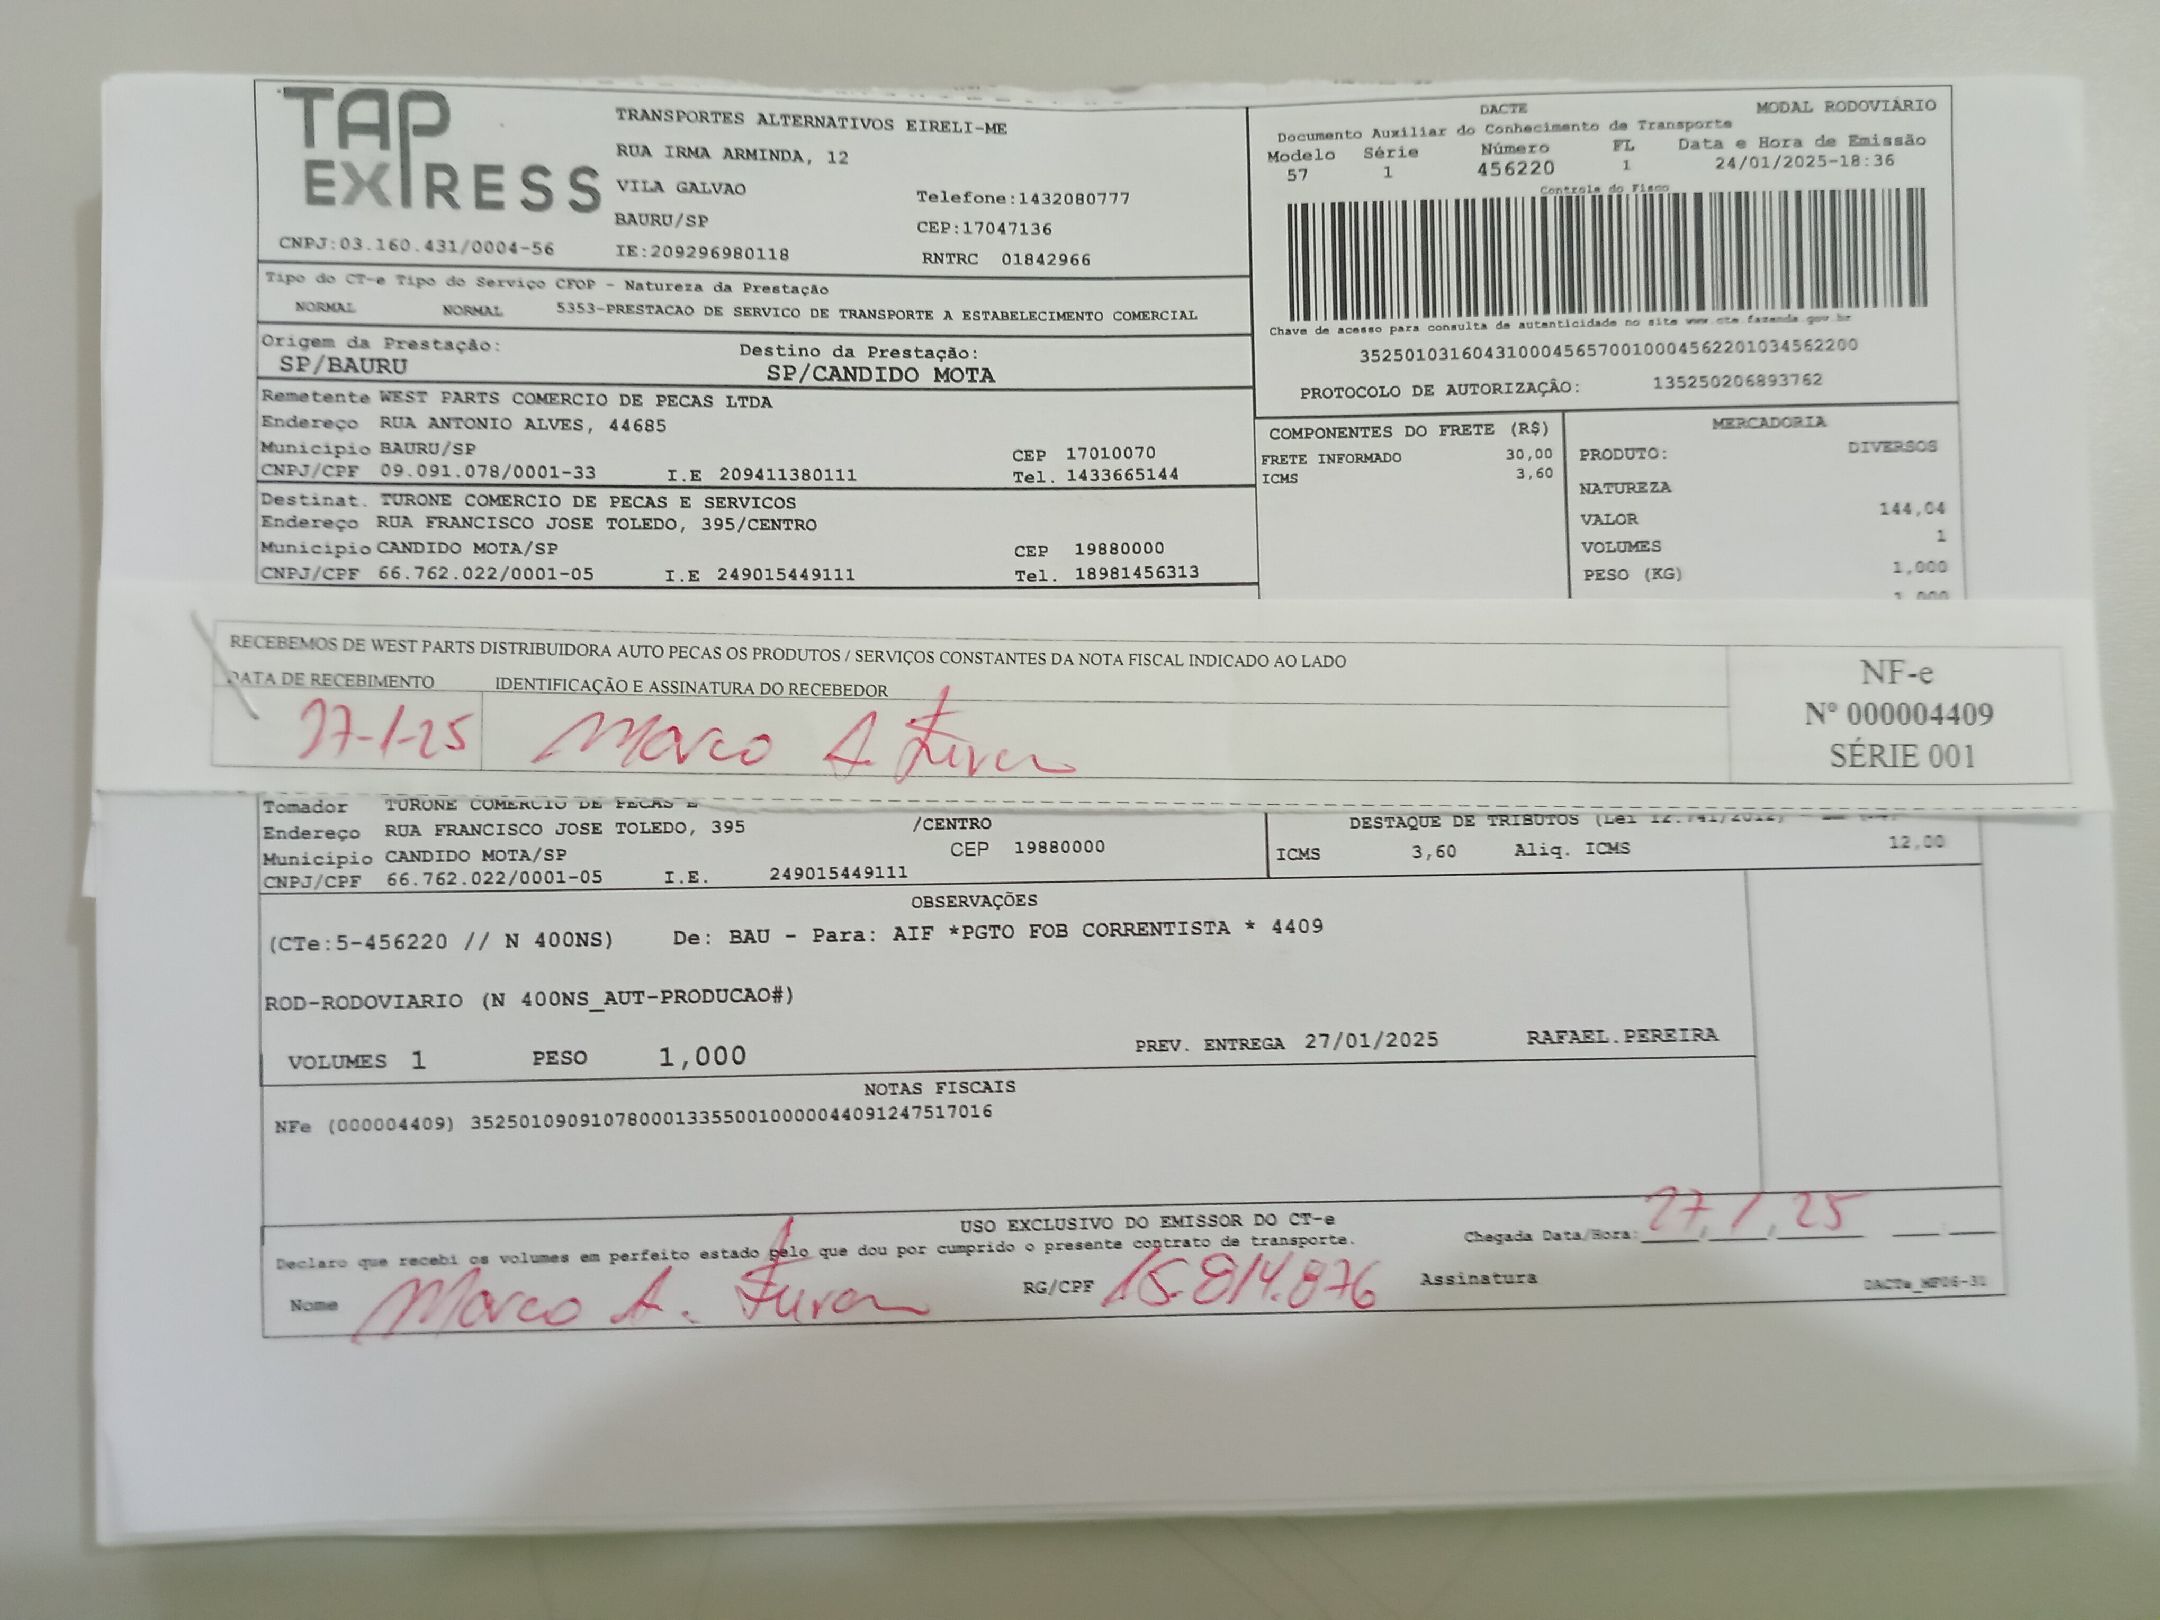 TAP EXPRESS
TRANSPORTES ALTERNATIVOS EIRELI-ME
RUA IRMA ARMINDA, 12
VILA GALVAO
Telefone:1432080777
BAURU/SP
CEP:17047136
CNPJ:03.160.431/0004-56
IE:209296980118
RNTRC 01842966
DACTE
MODAL RODOVIÁRIO
Documento Auxiliar do Conhecimento de Transporte
Modelo Série Número FL Data e Hora de Emissão
57 1 456220 1 24/01/2025-18:36
Controle do Fisco
Chave de acesso para consulta de autenticidade no site www.cte.fazenda.gov.br
35250103160431000456570010004562201034562200
PROTOCOLO DE AUTORIZAÇÃO: 135250206893762
Tipo do CT-e Tipo do Serviço CFOP - Natureza da Prestação
NORMAL NORMAL 5353-PRESTACAO DE SERVICO DE TRANSPORTE A ESTABELECIMENTO COMERCIAL
Origem da Prestação: Destino da Prestação:
SP/BAURU SP/CANDIDO MOTA
Remetente WEST PARTS COMERCIO DE PECAS LTDA
Endereço RUA ANTONIO ALVES, 44685
Municipio BAURU/SP CEP 17010070
CNPJ/CPF 09.091.078/0001-33 I.E 209411380111 Tel. 1433665144
Destinat. TURONE COMERCIO DE PECAS E SERVICOS
Endereço RUA FRANCISCO JOSE TOLEDO, 395/CENTRO
Municipio CANDIDO MOTA/SP CEP 19880000
CNPJ/CPF 66.762.022/0001-05 I.E 249015449111 Tel. 18981456313
COMPONENTES DO FRETE (R$)
FRETE INFORMADO 30,00
ICMS 3,60
MERCADORIA
PRODUTO: DIVERSOS
NATUREZA
VALOR 144,04
VOLUMES 1
PESO (KG) 1,000
1,000
RECEBEMOS DE WEST PARTS DISTRIBUIDORA AUTO PECAS OS PRODUTOS / SERVIÇOS CONSTANTES DA NOTA FISCAL INDICADO AO LADO
DATA DE RECEBIMENTO IDENTIFICAÇÃO E ASSINATURA DO RECEBEDOR
27-1-25 Marco A.
NF-e
Nº 000004409
SÉRIE 001
Tomador TURONE COMERCIO DE PECAS E
Endereço RUA FRANCISCO JOSE TOLEDO, 395 /CENTRO
Municipio CANDIDO MOTA/SP CEP 19880000
CNPJ/CPF 66.762.022/0001-05 I.E. 249015449111
DESTAQUE DE TRIBUTOS (Lei 12.741/2012)
ICMS 3,60 Aliq. ICMS 12,00
OBSERVAÇÕES
(CTe:5-456220 // N 400NS) De: BAU - Para: AIF *PGTO FOB CORRENTISTA * 4409
ROD-RODOVIARIO (N 400NS_AUT-PRODUCAO#)
VOLUMES 1 PESO 1,000 PREV. ENTREGA 27/01/2025 RAFAEL.PEREIRA
NOTAS FISCAIS
NFe (000004409) 35250109091078000133550010000044091247517016
USO EXCLUSIVO DO EMISSOR DO CT-e
Declaro que recebi os volumes em perfeito estado pelo que dou por cumprido o presente contrato de transporte.
Chegada Data/Hora: 27/1/25
Nome Marco A. RG/CPF 15.814.876 Assinatura